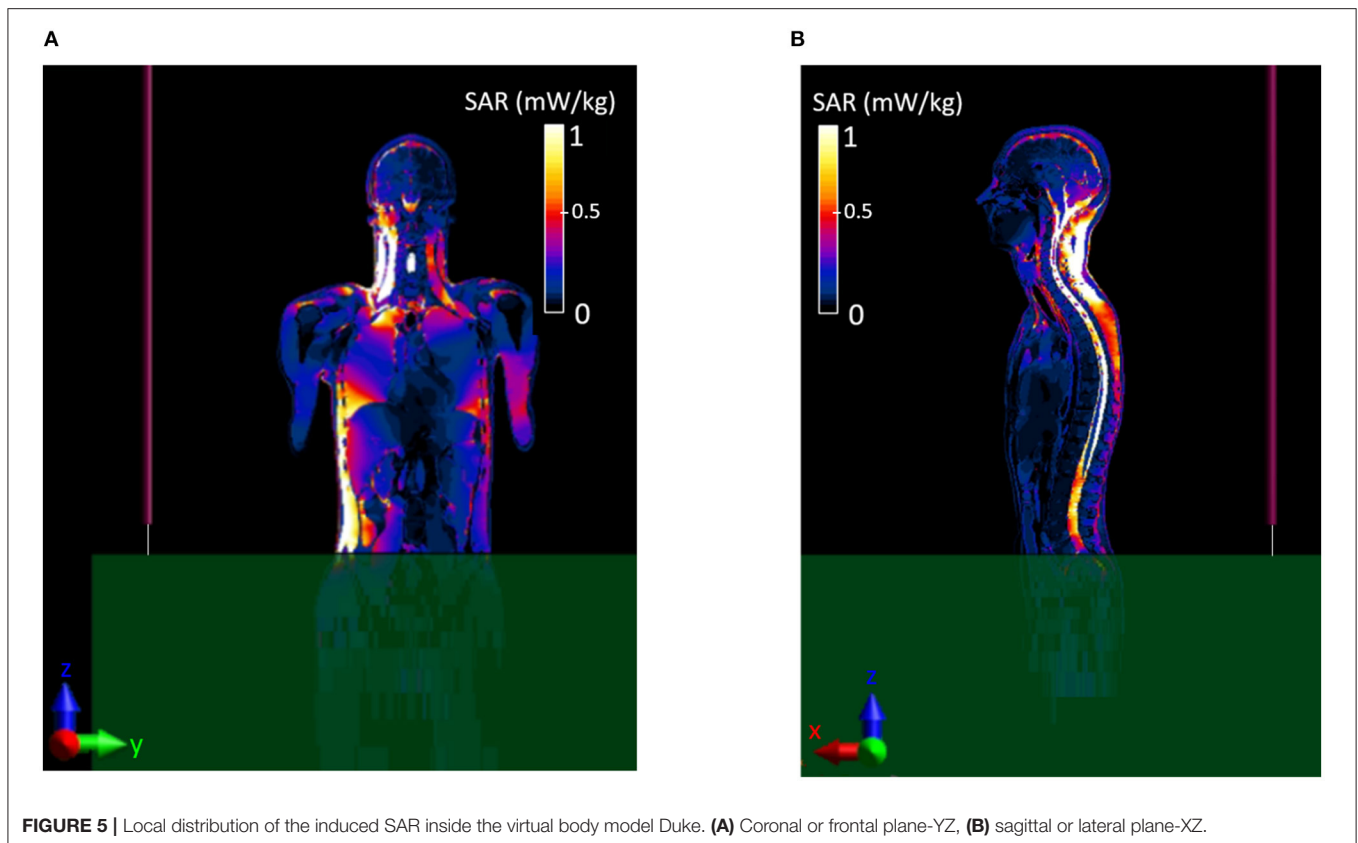 A
SAR (mW/kg)
1
0.5
0
z
y
B
SAR (mW/kg)
1
0.5
0
z
x
FIGURE 5 | Local distribution of the induced SAR inside the virtual body model Duke. (A) Coronal or frontal plane-YZ, (B) sagittal or lateral plane-XZ.